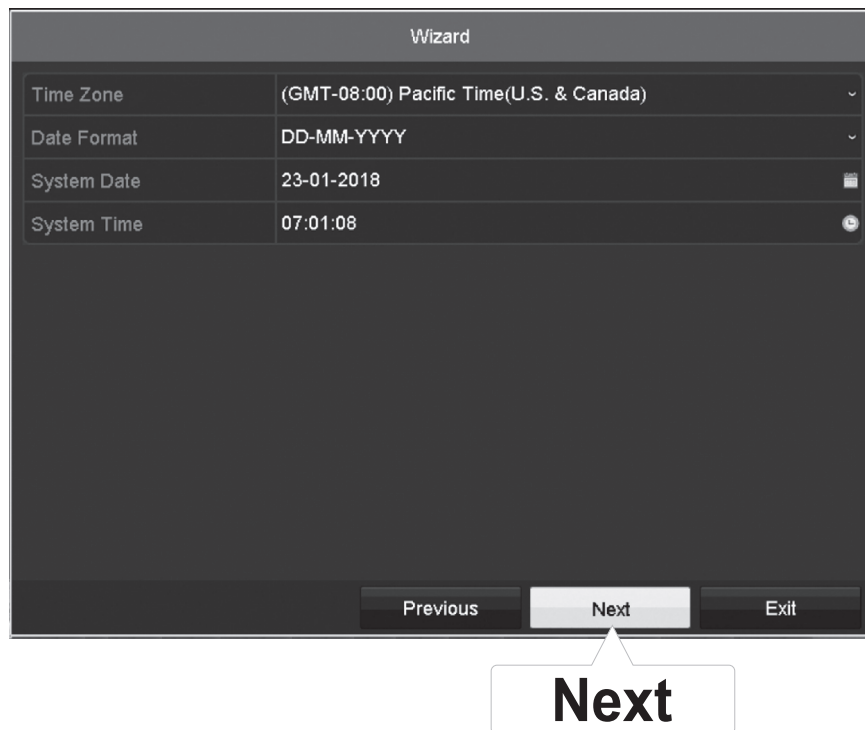 Wizard
Time Zone (GMT-08:00) Pacific Time(U.S. & Canada)
Date Format DD-MM-YYYY
System Date 23-01-2018
System Time 07:01:08
Previous Next Exit
Next